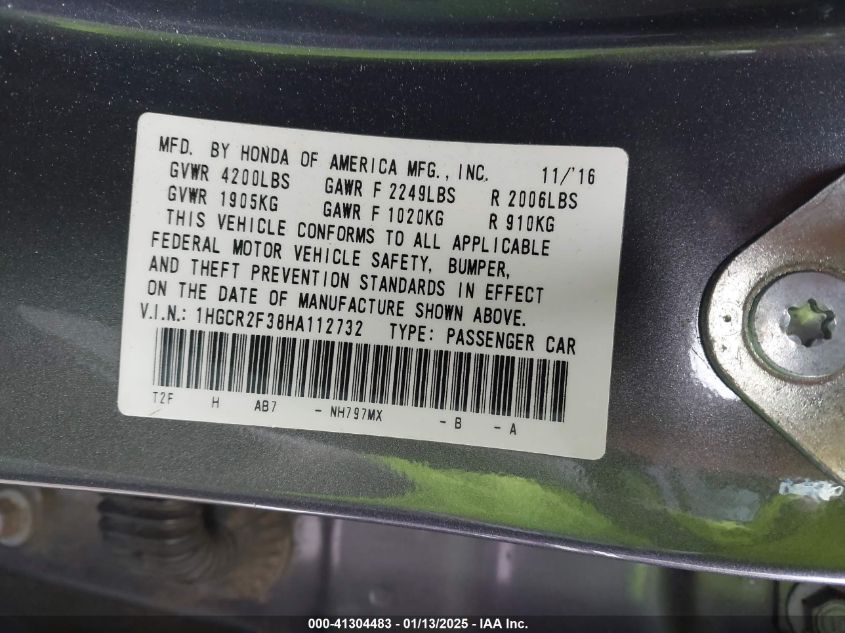 MFD. BY HONDA OF AMERICA MFG., INC. 11/'16
GVWR 4200LBS GAWR F 2249LBS R 2006LBS
GVWR 1905KG GAWR F 1020KG R 910KG
THIS VEHICLE CONFORMS TO ALL APPLICABLE
FEDERAL MOTOR VEHICLE SAFETY, BUMPER,
AND THEFT PREVENTION STANDARDS IN EFFECT
ON THE DATE OF MANUFACTURE SHOWN ABOVE.
V.I.N.: 1HGCR2F38HA112732 TYPE: PASSENGER CAR
T2F H AB7 - NH797MX - B - A
000-41304483 - 01/13/2025 - IAA Inc.